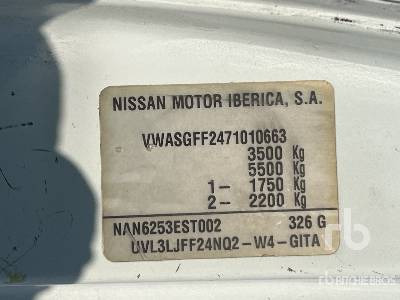 NISSAN MOTOR IBERICA, S.A.
VWASGFF2471010663
3500 Kg
5500 Kg
1- 1750 Kg
2- 2200 Kg
NAN6253EST002 326 G
UVL3LJFF24NQ2-W4-GITA
rb
RITCHIE BROS